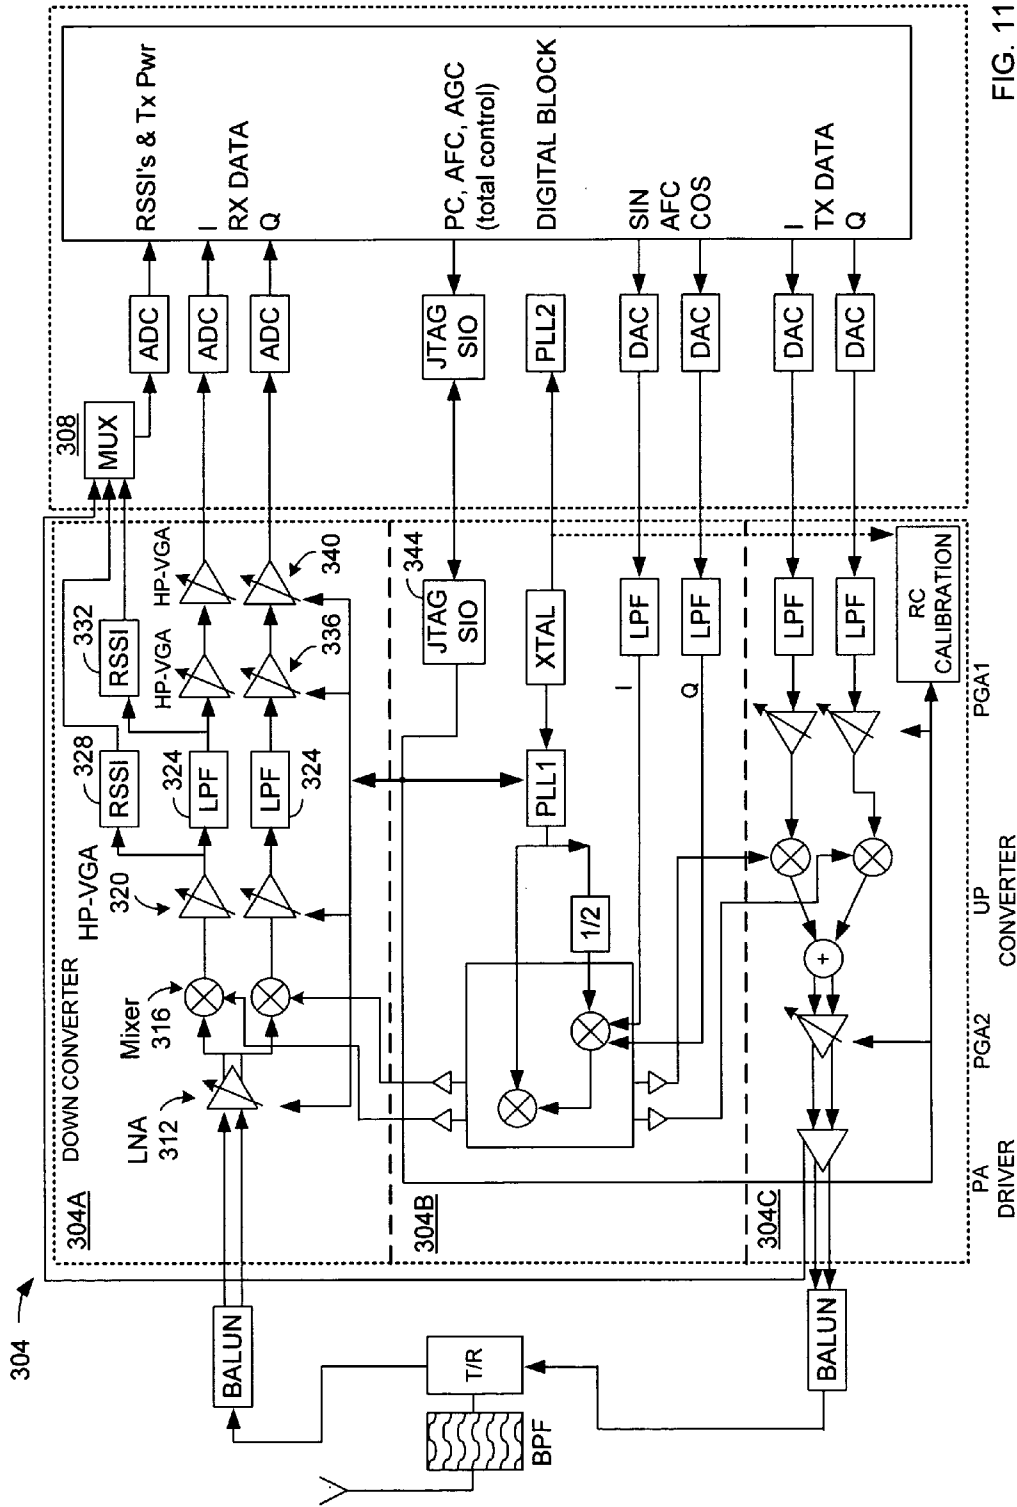 FIG. 11
304
BALUN
T/R
BPF
BALUN
304A
DOWN CONVERTER
LNA
312
Mixer
316
HP-VGA
320
RSSI
328
LPF
324
LPF
324
RSSI
332
HP-VGA
HP-VGA
336
340
304B
PLL1
1/2
XTAL
JTAG
SIO
344
LPF
I
LPF
Q
304C
PA
DRIVER
PGA2
+
UP
CONVERTER
PGA1
LPF
LPF
RC
CALIBRATION
308
MUX
ADC
ADC
ADC
JTAG
SIO
PLL2
DAC
DAC
DAC
DAC
RSSI's & Tx Pwr
I
RX DATA
Q
PC, AFC, AGC
(total control)
DIGITAL BLOCK
SIN
AFC
COS
I
TX DATA
Q